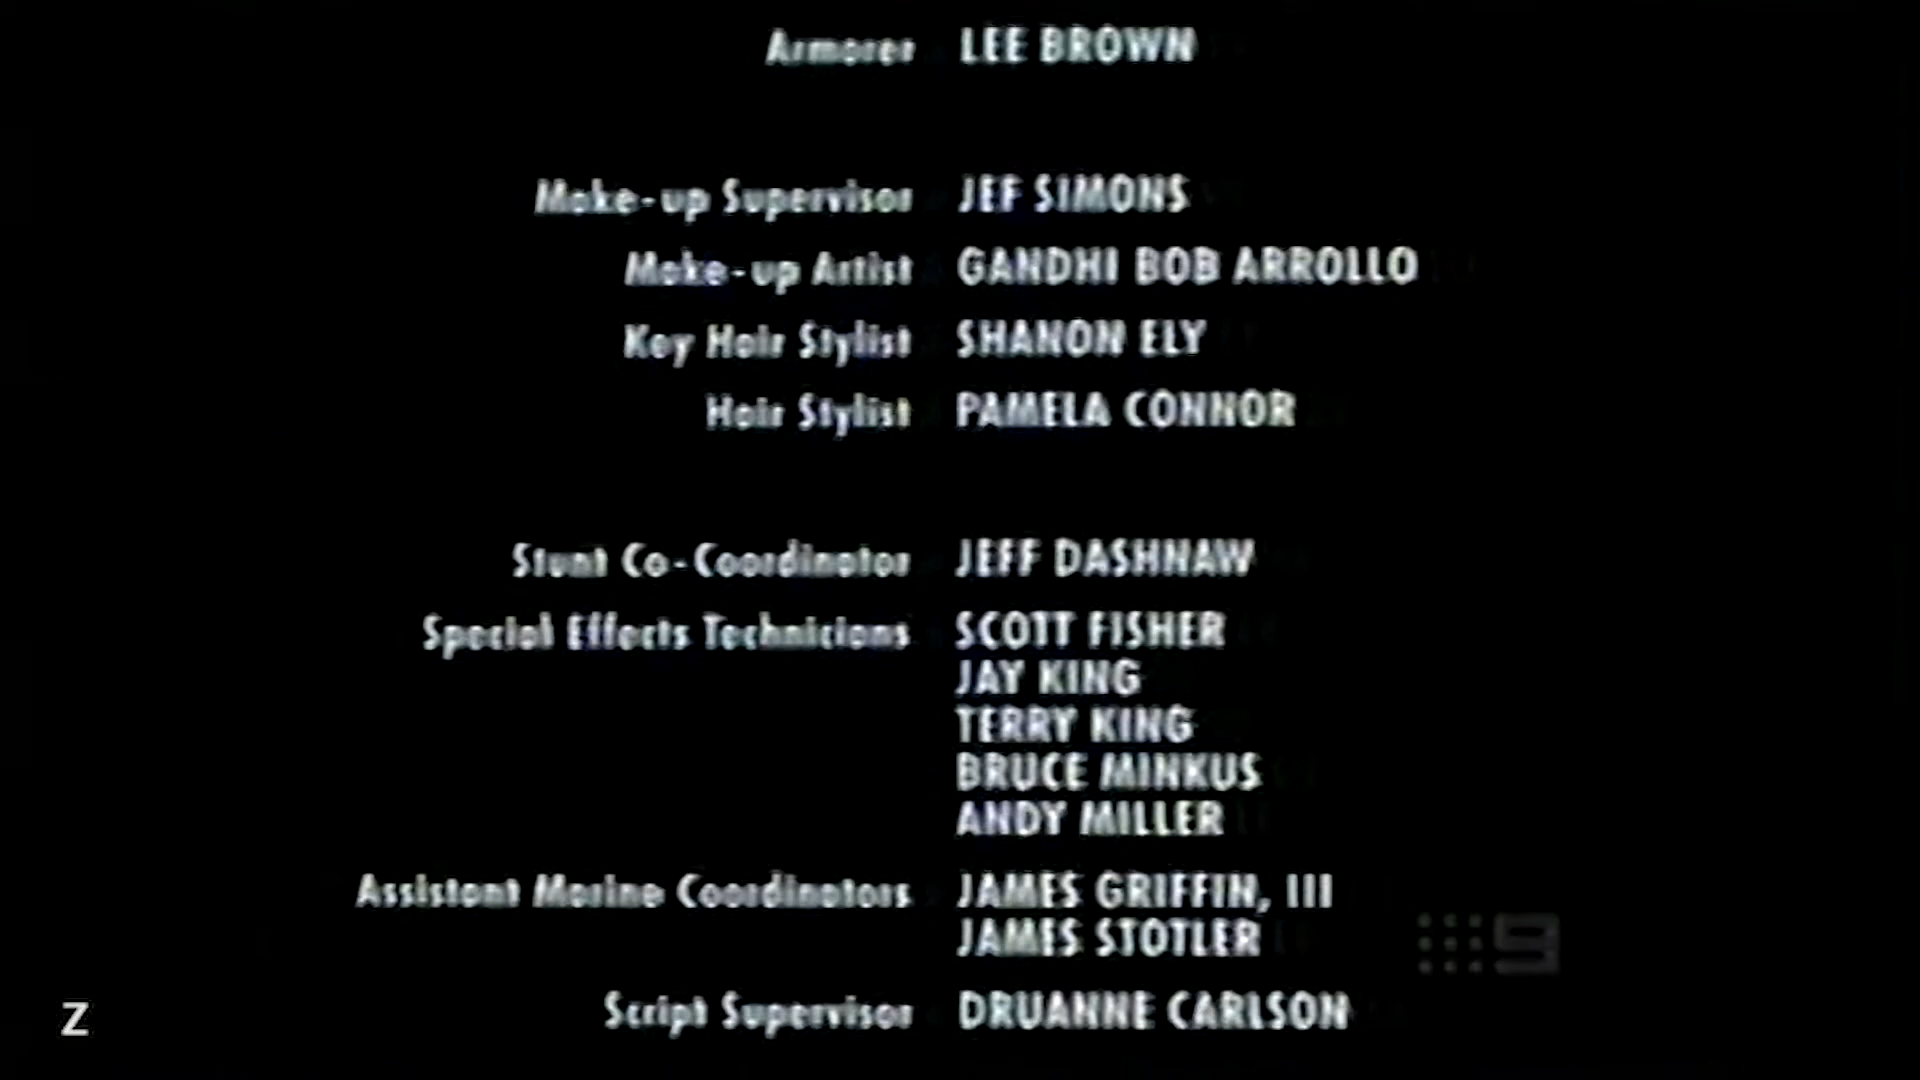 Armorer LEE BROWN
Make-up Supervisor JEF SIMONS
Make-up Artist GANDHI BOB ARROLLO
Key Hair Stylist SHANON ELY
Hair Stylist PAMELA CONNOR
Stunt Co-Coordinator JEFF DASHNAW
Special Effects Technicians SCOTT FISHER
JAY KING
TERRY KING
BRUCE MINKUS
ANDY MILLER
Assistant Marine Coordinators JAMES GRIFFIN, III
JAMES STOTLER
9
Script Supervisor DRUANNE CARLSON
Z